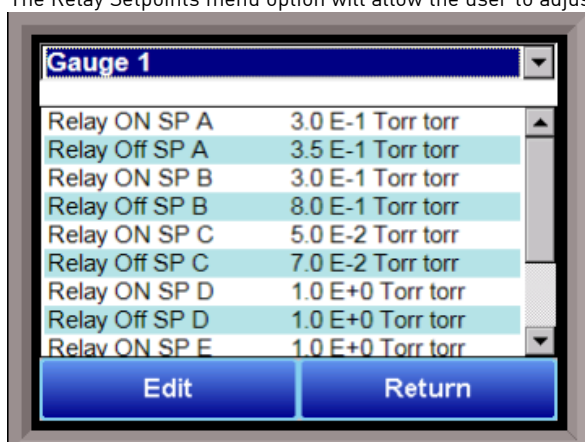 The Relay Setpoints menu option will allow the user to adjus
Gauge 1
Relay ON SP A 3.0 E-1 Torr torr
Relay Off SP A 3.5 E-1 Torr torr
Relay ON SP B 3.0 E-1 Torr torr
Relay Off SP B 8.0 E-1 Torr torr
Relay ON SP C 5.0 E-2 Torr torr
Relay Off SP C 7.0 E-2 Torr torr
Relay ON SP D 1.0 E+0 Torr torr
Relay Off SP D 1.0 E+0 Torr torr
Relay ON SP E 1.0 E+0 Torr torr
Edit Return